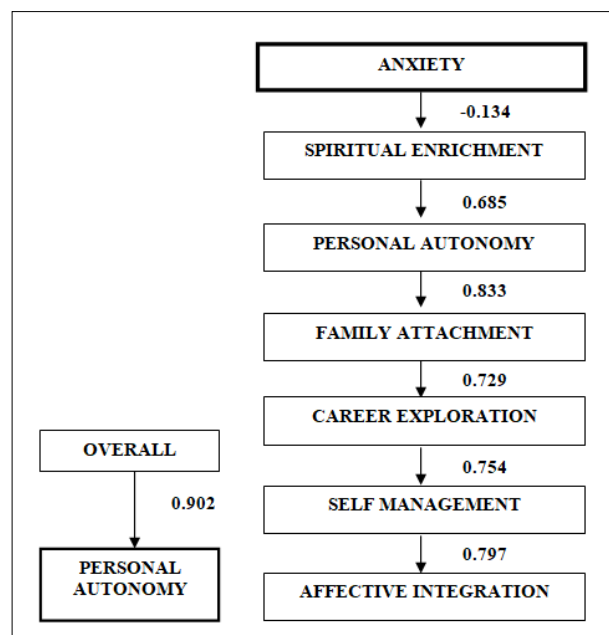 ANXIETY
-0.134
SPIRITUAL ENRICHMENT
0.685
PERSONAL AUTONOMY
0.833
FAMILY ATTACHMENT
0.729
CAREER EXPLORATION
0.754
SELF MANAGEMENT
0.797
AFFECTIVE INTEGRATION
OVERALL
0.902
PERSONAL
AUTONOMY